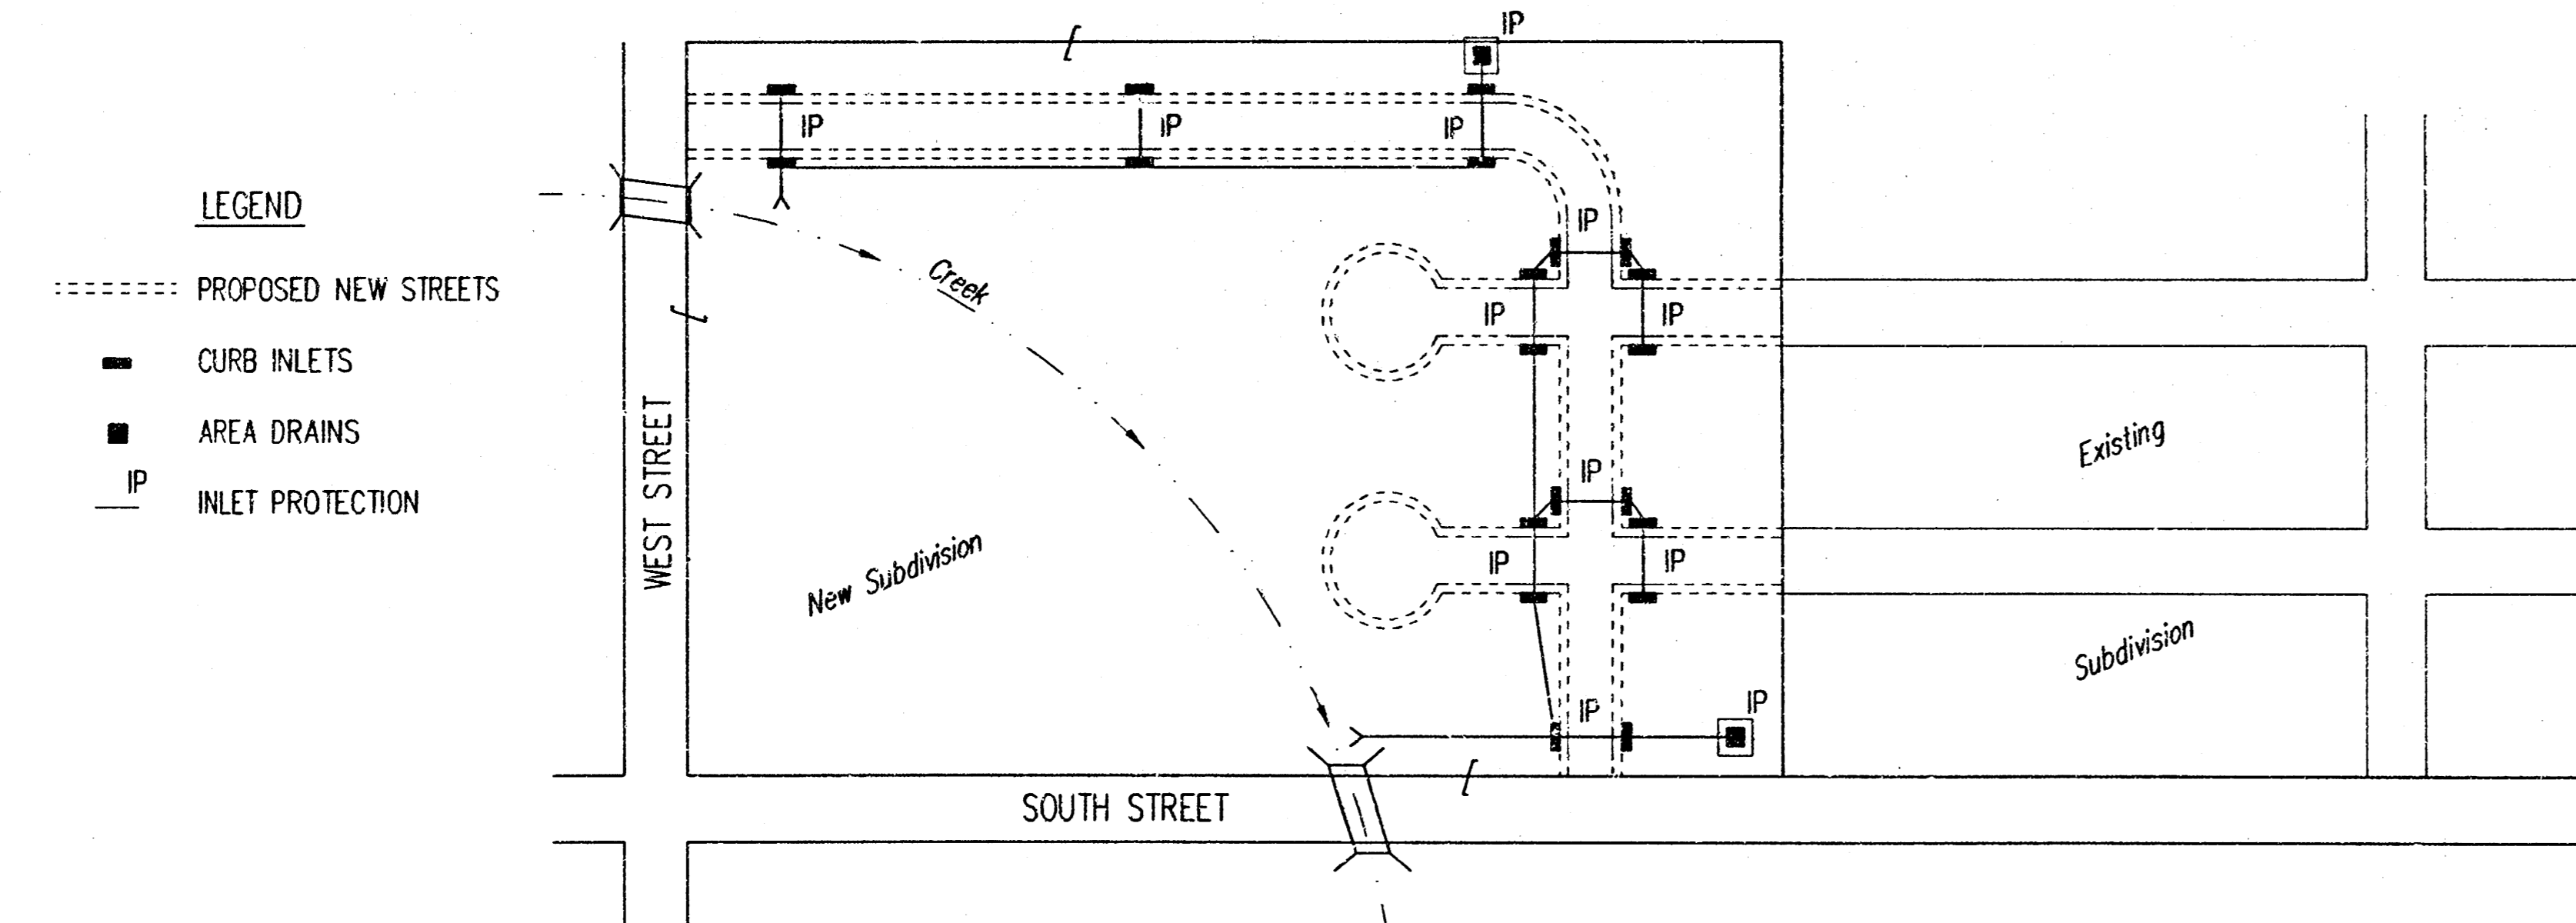 LEGEND
PROPOSED NEW STREETS
CURB INLETS
AREA DRAINS
IP
INLET PROTECTION
WEST STREET
IP
IP
IP
IP
Creek
IP
IP
IP
New Subdivision
IP
IP
IP
IP
IP
SOUTH STREET
Existing
Subdivision